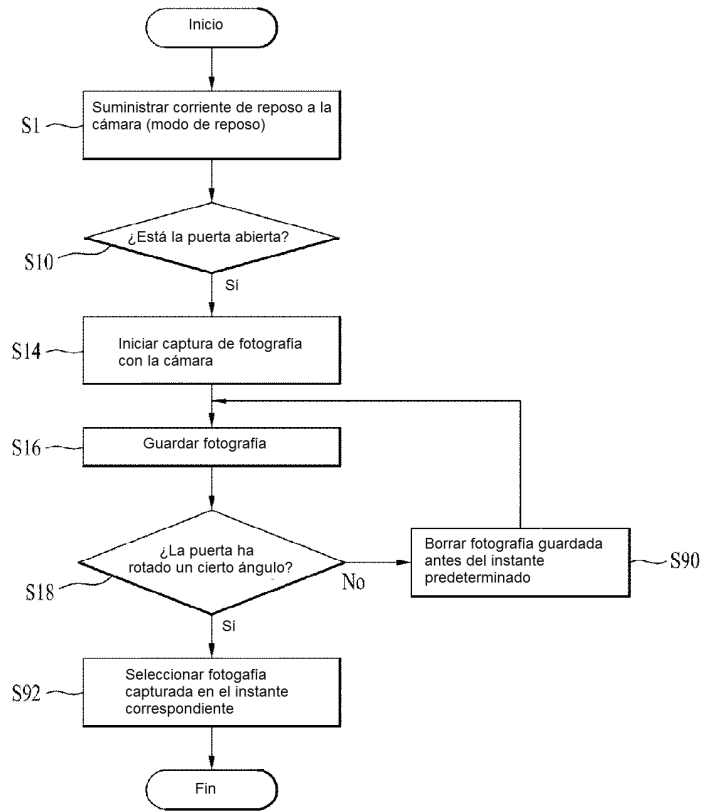 Inicio
S1
Suministrar corriente de reposo a la
cámara (modo de reposo)
S10
¿Está la puerta abierta?
Sí
S14
Iniciar captura de fotografía
con la cámara
S16
Guardar fotografía
S18
¿La puerta ha
rotado un cierto ángulo?
No
Borrar fotografía guardada
antes del instante
predeterminado
S90
Sí
S92
Seleccionar fotogafía
capturada en el instante
correspondiente
Fin